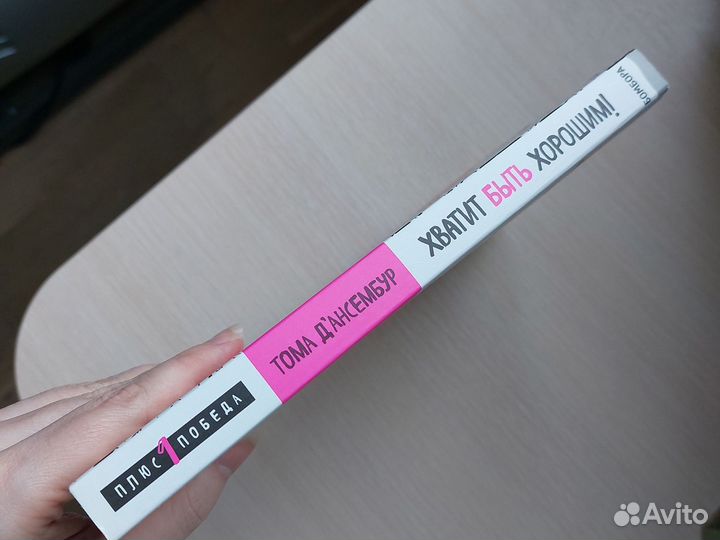 ПЛЮС 1 ПОБЕДА
ТОМА Д'АНСЕМБУР
ХВАТИТ БЫТЬ ХОРОШИМ!
БОМБОРА
Avito